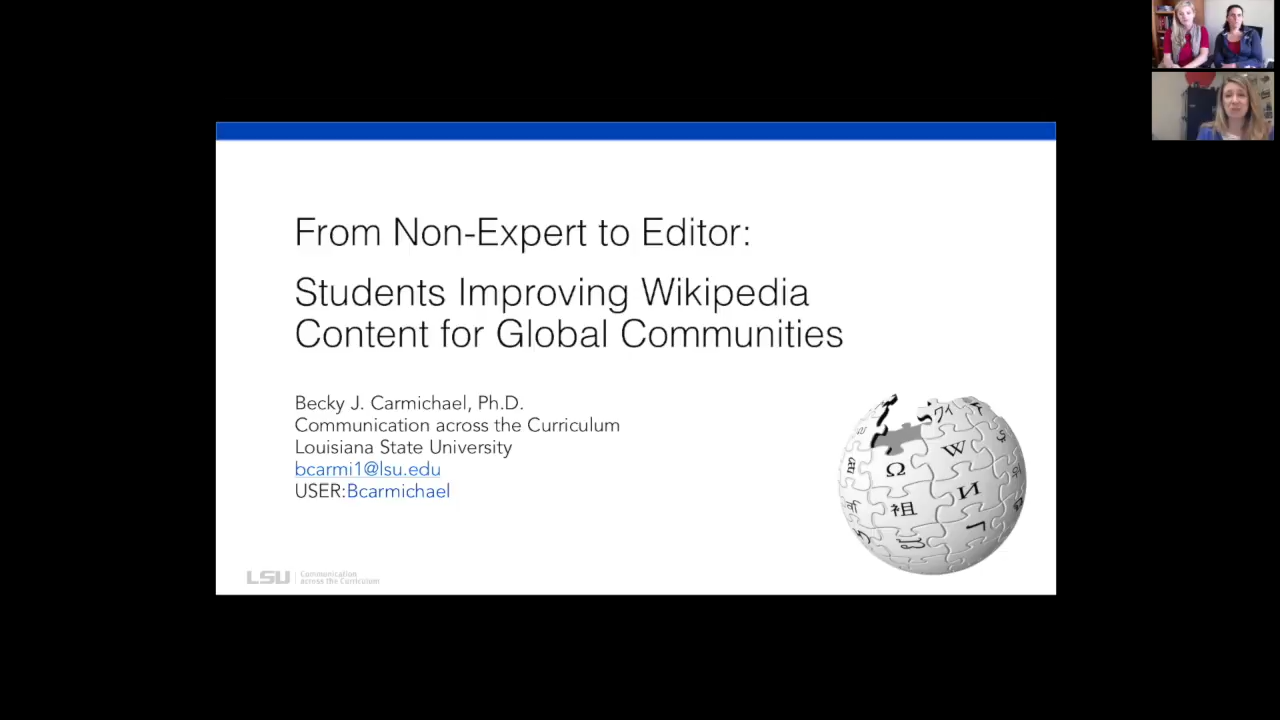 From Non-Expert to Editor:
Students Improving Wikipedia
Content for Global Communities
Becky J. Carmichael, Ph.D.
Communication across the Curriculum
Louisiana State University
bcarmi1@lsu.edu
USER:Bcarmichael
Ω
W
И
祖
LSU
Communication
across the Curriculum